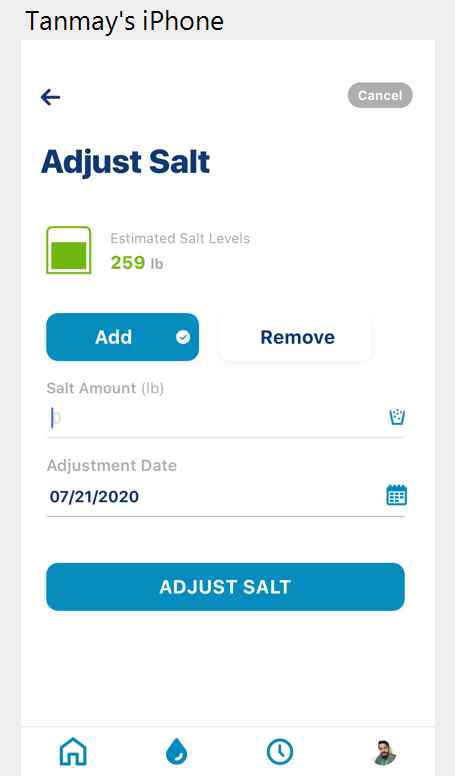 Tanmay's iPhone
Cancel
Adjust Salt
Estimated Salt Levels
259 lb
Add
Remove
Salt Amount (lb)
0
Adjustment Date
07/21/2020
ADJUST SALT